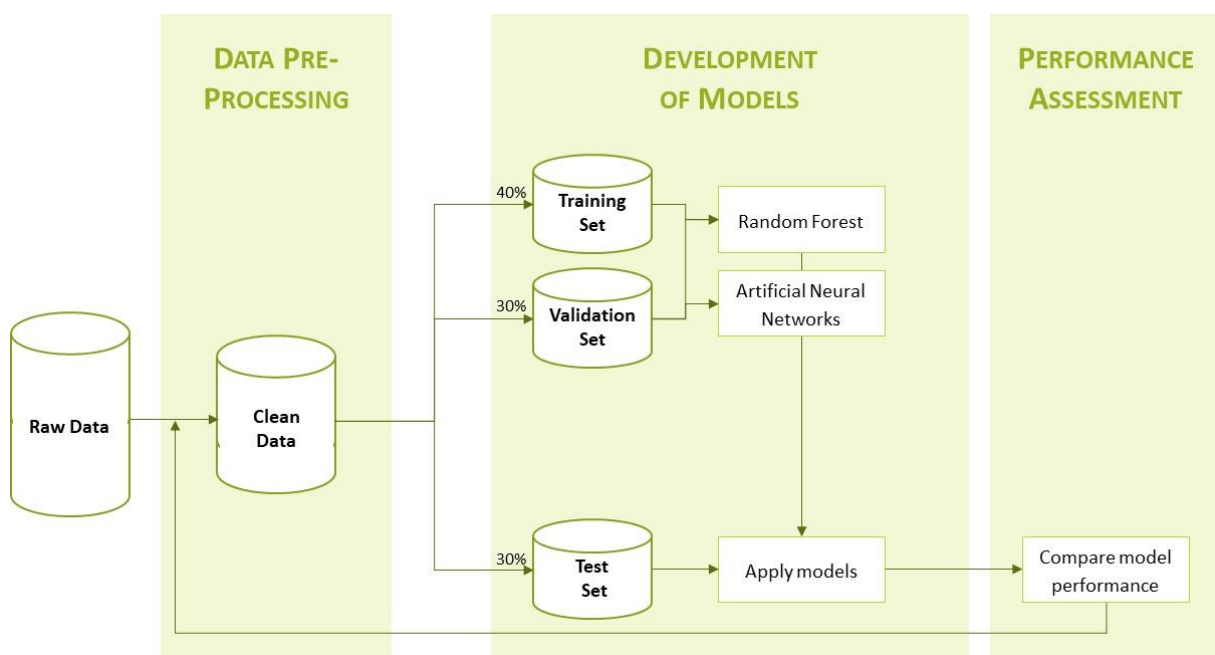 DATA PRE-
PROCESSING
DEVELOPMENT
OF MODELS
PERFORMANCE
ASSESSMENT
40%
Training
Set
Random Forest
30%
Validation
Set
Artificial Neural
Networks
Raw Data
Clean
Data
30%
Test
Set
Apply models
Compare model
performance